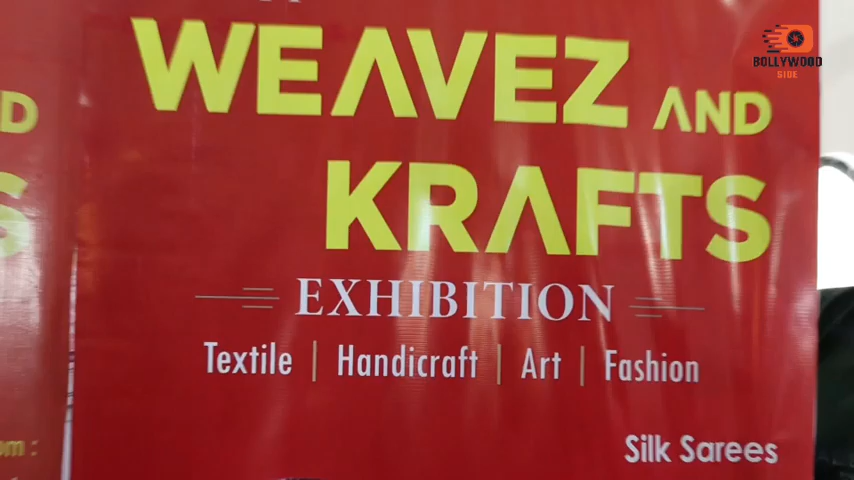 BOLLYWOOD
SIDE
WEAVEZ AND
KRAFTS
EXHIBITION
Textile | Handicraft | Art | Fashion
Silk Sarees